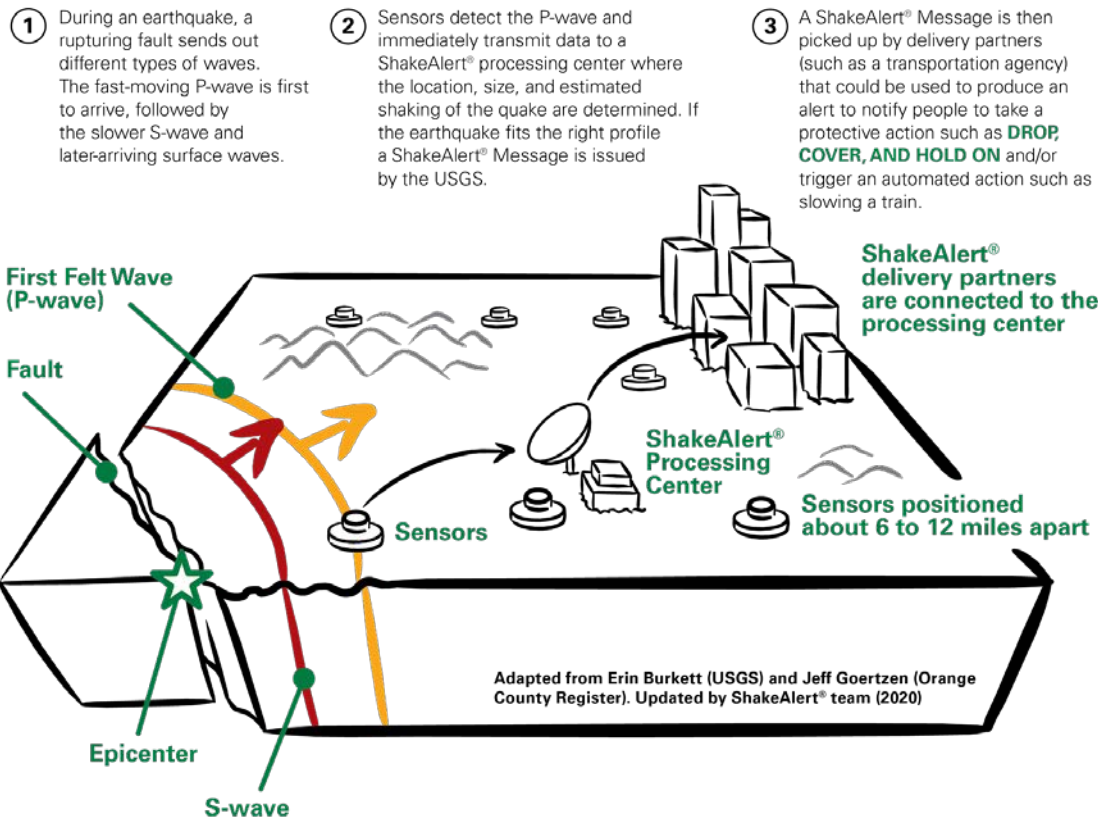 1
During an earthquake, a
rupturing fault sends out
different types of waves.
The fast-moving P-wave is first
to arrive, followed by
the slower S-wave and
later-arriving surface waves.
2
Sensors detect the P-wave and
immediately transmit data to a
ShakeAlert® processing center where
the location, size, and estimated
shaking of the quake are determined. If
the earthquake fits the right profile
a ShakeAlert® Message is issued
by the USGS.
3
A ShakeAlert® Message is then
picked up by delivery partners
(such as a transportation agency)
that could be used to produce an
alert to notify people to take a
protective action such as DROP,
COVER, AND HOLD ON and/or
trigger an automated action such as
slowing a train.
First Felt Wave
(P-wave)
Fault
ShakeAlert®
delivery partners
are connected to the
processing center
ShakeAlert®
Processing
Center
Sensors
Sensors positioned
about 6 to 12 miles apart
Adapted from Erin Burkett (USGS) and Jeff Goertzen (Orange
County Register). Updated by ShakeAlert® team (2020)
Epicenter
S-wave